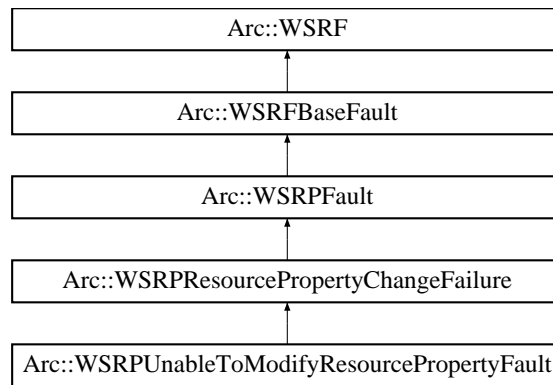 Arc::WSRF
Arc::WSRFBaseFault
Arc::WSRPFault
Arc::WSRPResourcePropertyChangeFailure
Arc::WSRPUnableToModifyResourcePropertyFault